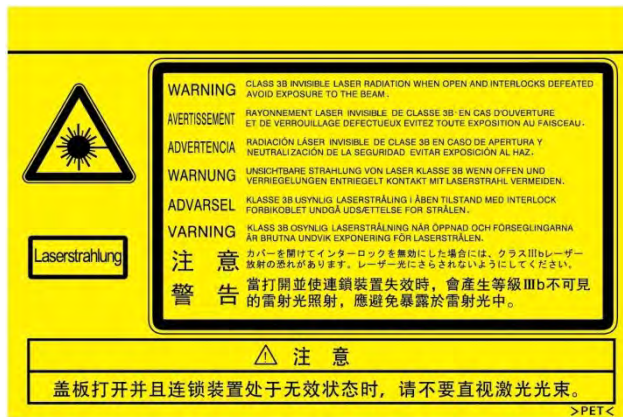 WARNING CLASS 3B INVISIBLE LASER RADIATION WHEN OPEN AND INTERLOCKS DEFEATED
AVOID EXPOSURE TO THE BEAM.
AVERTISSEMENT RAYONNEMENT LASER INVISIBLE DE CLASSE 3B EN CAS D'OUVERTURE
ET DE VERROUILLAGE DEFECTUEUX EVITEZ TOUTE EXPOSITION AU FAISCEAU.
ADVERTENCIA RADIACIÓN LÁSER INVISIBLE DE CLASE 3B EN CASO DE APERTURA Y
NEUTRALIZACIÓN DE LA SEGURIDAD EVITAR EXPOSICIÓN AL HAZ.
WARNUNG UNSICHTBARE STRAHLUNG VON LASER KLASSE 3B WENN OFFEN UND
VERRIEGELUNGEN ENTRIEGELT KONTAKT MIT LASERSTRAHL VERMEIDEN.
ADVARSEL KLASSE 3B USYNLIG LASERSTRÅLING I ÅBEN TILSTAND MED INTERLOCK
FORBIKOBLET UNDGÅ UDSÆTTELSE FOR STRÅLEN.
VARNING KLASS 3B OSYNLIG LASERSTRÅLNING NÄR ÖPPNAD OCH FÖRSEGLINGARNA
ÄR BRUTNA UNDVIK EXPONERING FÖR LASERSTRÅLEN.
注 意 カバーを開けてインターロックを無効にした場合には、クラスⅢbレーザー
放射の恐れがあります。レーザー光にさらされないようにしてください。
警 告 當打開並使連鎖裝置失效時，會產生等級Ⅲb不可見
的雷射光照射，應避免暴露於雷射光中。
Laserstrahlung
⚠ 注 意
盖板打开并且连锁装置处于无效状态时，请不要直视激光光束。
>PET<